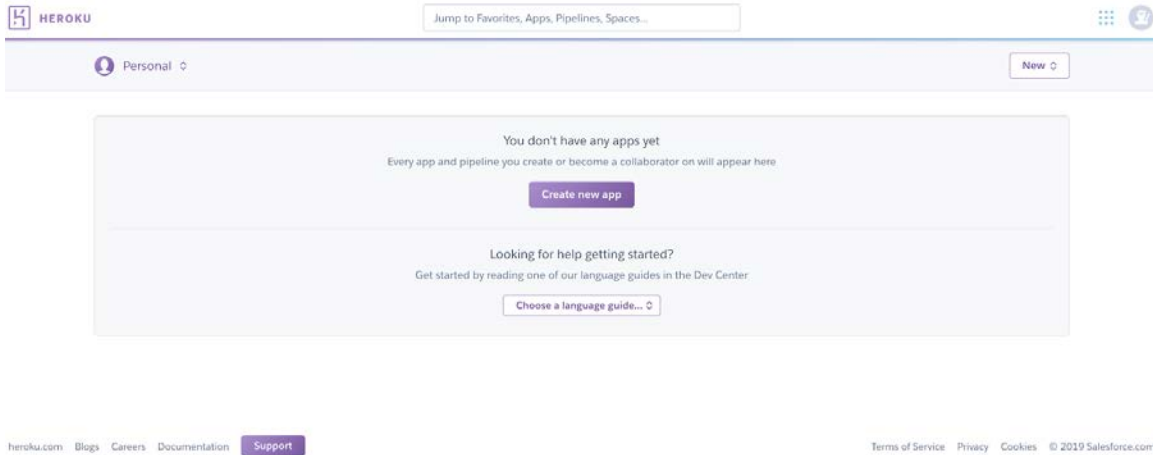 HEROKU
Jump to Favorites, Apps, Pipelines, Spaces...
Personal
New
You don't have any apps yet
Every app and pipeline you create or become a collaborator on will appear here
Create new app
Looking for help getting started?
Get started by reading one of our language guides in the Dev Center
Choose a language guide...
heroku.com Blogs Careers Documentation Support Terms of Service Privacy Cookies © 2019 Salesforce.com